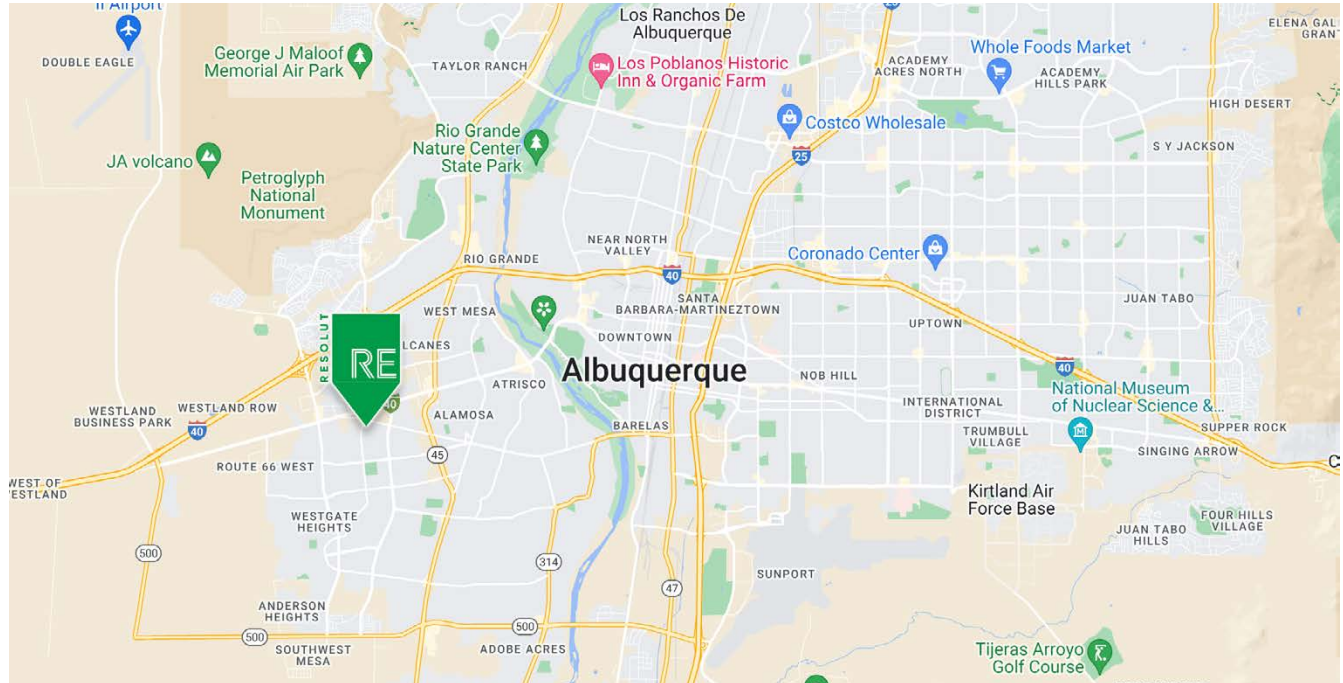 II Airport
DOUBLE EAGLE
George J Maloof
Memorial Air Park
TAYLOR RANCH
Los Ranchos De
Albuquerque
25
Los Poblanos Historic
Inn & Organic Farm
Whole Foods Market
ACADEMY
ACRES NORTH
ACADEMY
HILLS PARK
ELENA GAL
GRANT
HIGH DESERT
Costco Wholesale
Rio Grande
Nature Center
State Park
25
S Y JACKSON
JA volcano
Petroglyph
National
Monument
NEAR NORTH
VALLEY
RIO GRANDE
40
Coronado Center
SANTA
BARBARA-MARTINEZTOWN
JUAN TABO
WEST MESA
UPTOWN
DOWNTOWN
RESOLUT
RE
LCANES
Albuquerque
ATRISCO
NOB HILL
40
National Museum
of Nuclear Science &...
WESTLAND
BUSINESS PARK
WESTLAND ROW
40
40
ALAMOSA
BARELAS
INTERNATIONAL
DISTRICT
TRUMBULL
VILLAGE
SUPPER ROCK
SINGING ARROW
45
ROUTE 66 WEST
WEST OF
WESTLAND
C
Kirtland Air
Force Base
WESTGATE
HEIGHTS
FOUR HILLS
VILLAGE
JUAN TABO
HILLS
500
314
SUNPORT
47
ANDERSON
HEIGHTS
500
500
SOUTHWEST
MESA
ADOBE ACRES
Tijeras Arroyo
Golf Course